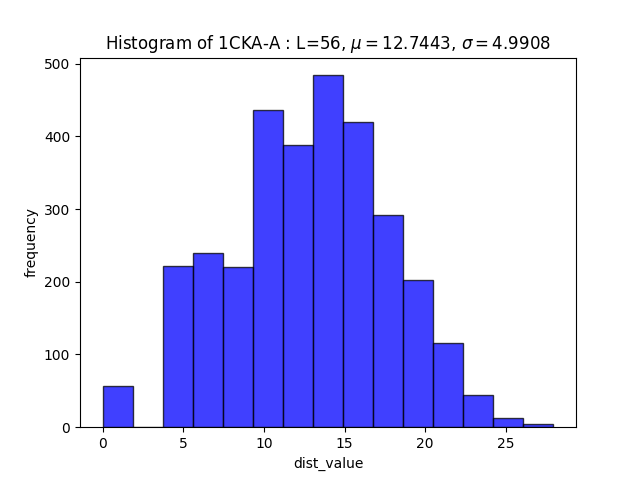 Histogram of 1CKA-A : L=56, μ = 12.7443, σ = 4.9908
500
400
300
200
100
0
frequency
0 5 10 15 20 25
dist_value